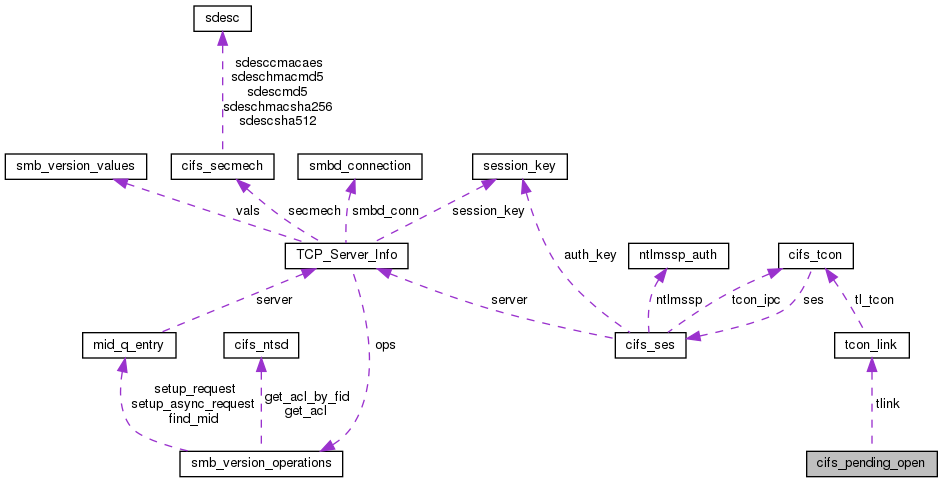 sdesc
sdesccmacaes
sdeschmacmd5
sdescmd5
sdeschmacsha256
sdescsha512
smb_version_values
cifs_secmech
smbd_connection
session_key
vals
secmech
smbd_conn
session_key
TCP_Server_Info
auth_key
ntlmssp_auth
cifs_tcon
server
server
ntlmssp
tcon_ipc
ses
tl_tcon
mid_q_entry
cifs_ntsd
ops
cifs_ses
tcon_link
setup_request
setup_async_request
find_mid
get_acl_by_fid
get_acl
tlink
smb_version_operations
cifs_pending_open